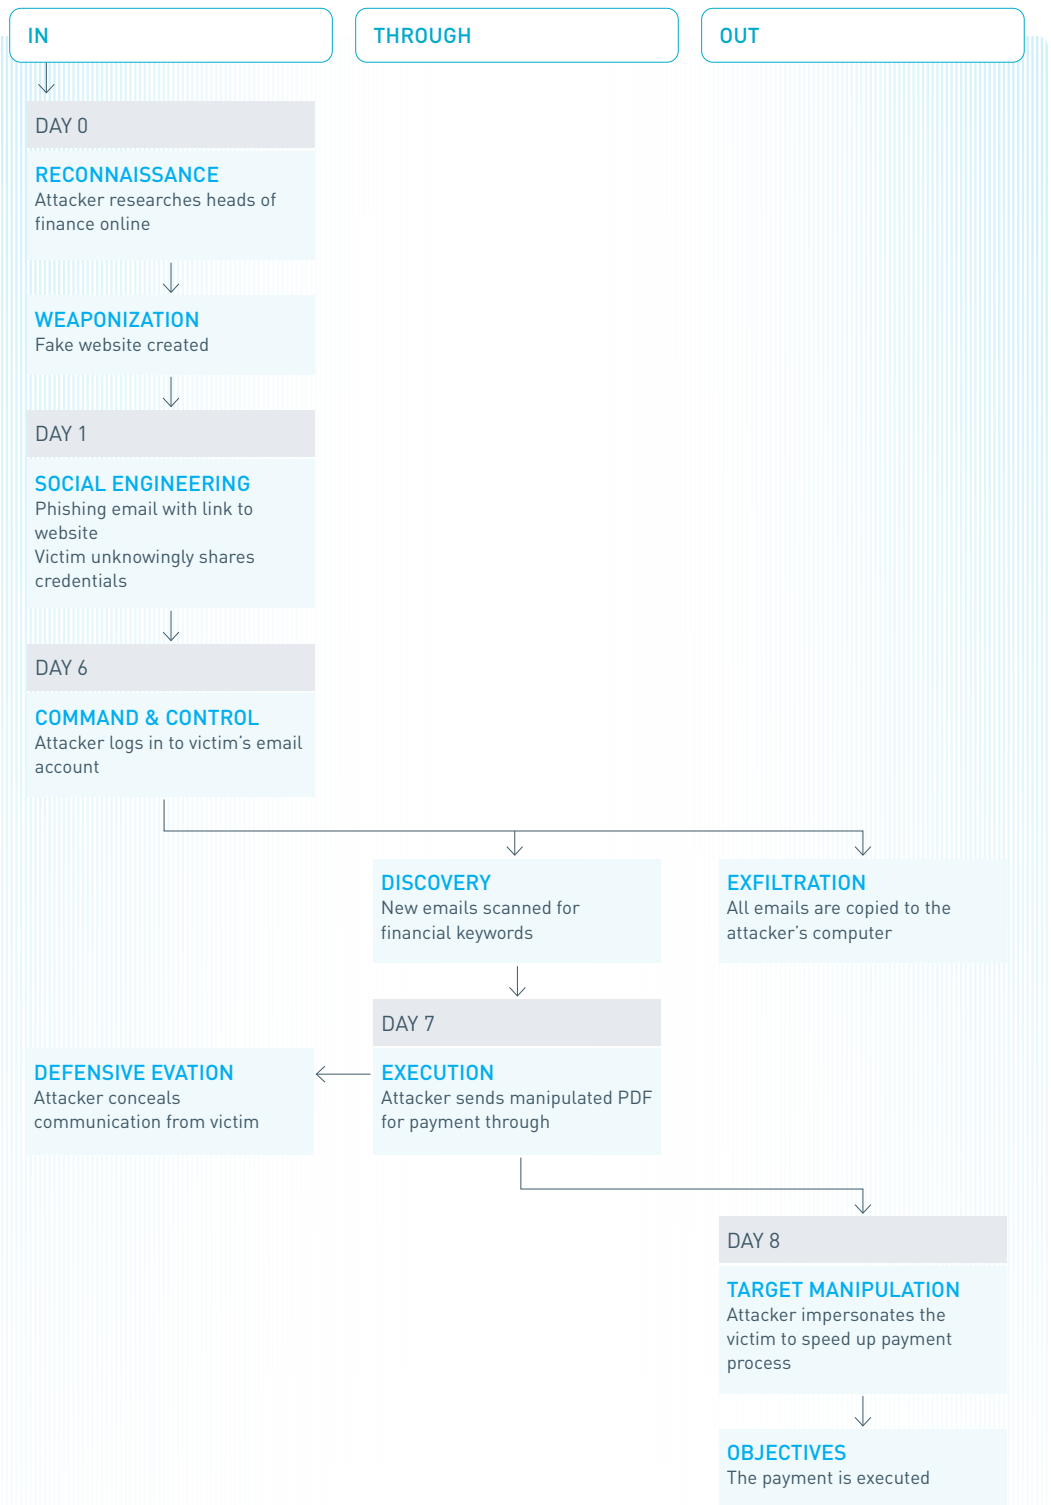 IN
THROUGH
OUT
DAY 0
RECONNAISSANCE
Attacker researches heads of
finance online
WEAPONIZATION
Fake website created
DAY 1
SOCIAL ENGINEERING
Phishing email with link to
website
Victim unknowingly shares
credentials
DAY 6
COMMAND & CONTROL
Attacker logs in to victim's email
account
DISCOVERY
New emails scanned for
financial keywords
EXFILTRATION
All emails are copied to the
attacker's computer
DAY 7
DEFENSIVE EVATION
Attacker conceals
communication from victim
EXECUTION
Attacker sends manipulated PDF
for payment through
DAY 8
TARGET MANIPULATION
Attacker impersonates the
victim to speed up payment
process
OBJECTIVES
The payment is executed